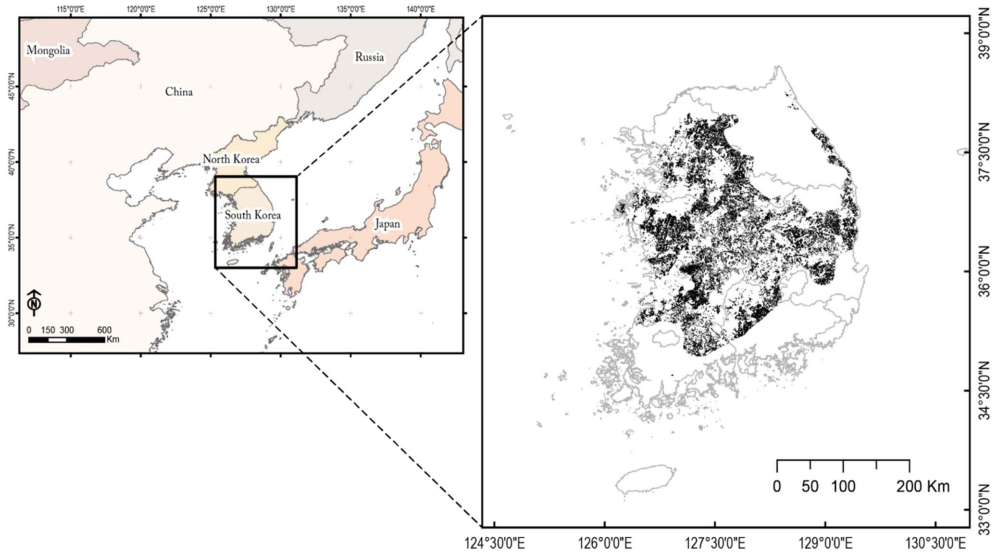 115°0'0"E 120°0'0"E 125°0'0"E 130°0'0"E 135°0'0"E 140°0'0"E
45°0'0"N
40°0'0"N
35°0'0"N
30°0'0"N
Mongolia
Russia
China
North Korea
South Korea
Japan
N
0 150 300 600
Km
39°0'0"N
37°30'0"N
36°0'0"N
34°30'0"N
33°0'0"N
0 50 100 200 Km
124°30'0"E 126°0'0"E 127°30'0"E 129°0'0"E 130°30'0"E